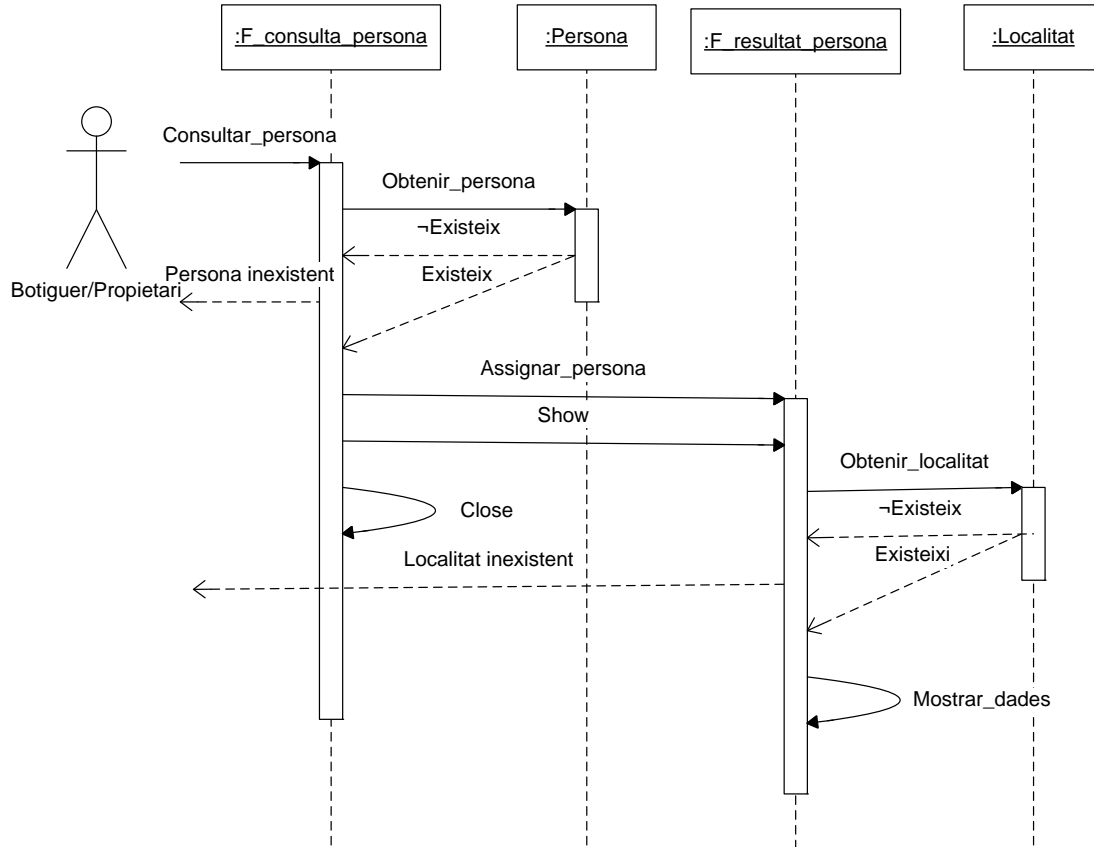 :F_consulta_persona
:Persona
:F_resultat_persona
:Localitat
Consultar_persona
Obtenir_persona
¬Existeix
Existeix
Persona inexistent
Botiguer/Propietari
Assignar_persona
Show
Obtenir_localitat
¬Existeix
Close
Existeixi
Localitat inexistent
Mostrar_dades